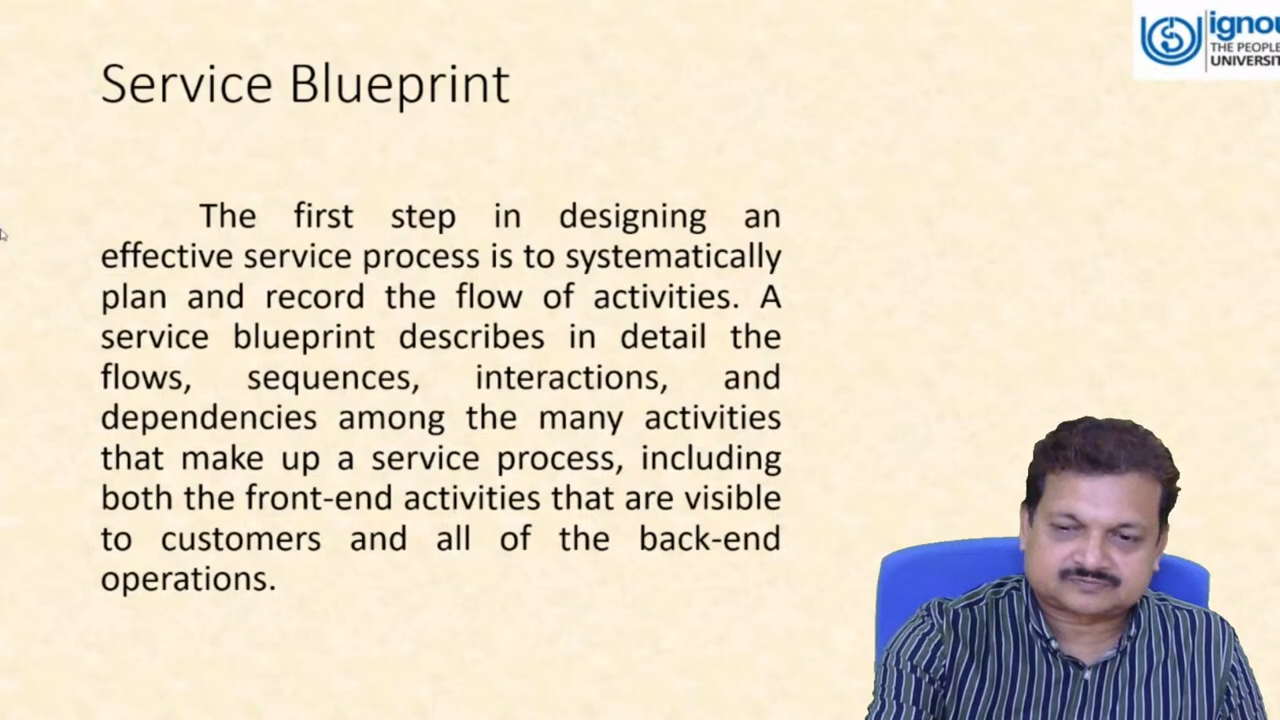 Service Blueprint
The first step in designing an
effective service process is to systematically
plan and record the flow of activities. A
service blueprint describes in detail the
flows, sequences, interactions, and
dependencies among the many activities
that make up a service process, including
both the front-end activities that are visible
to customers and all of the back-end
operations.
ignou
THE PEOPLE
UNIVERSIT